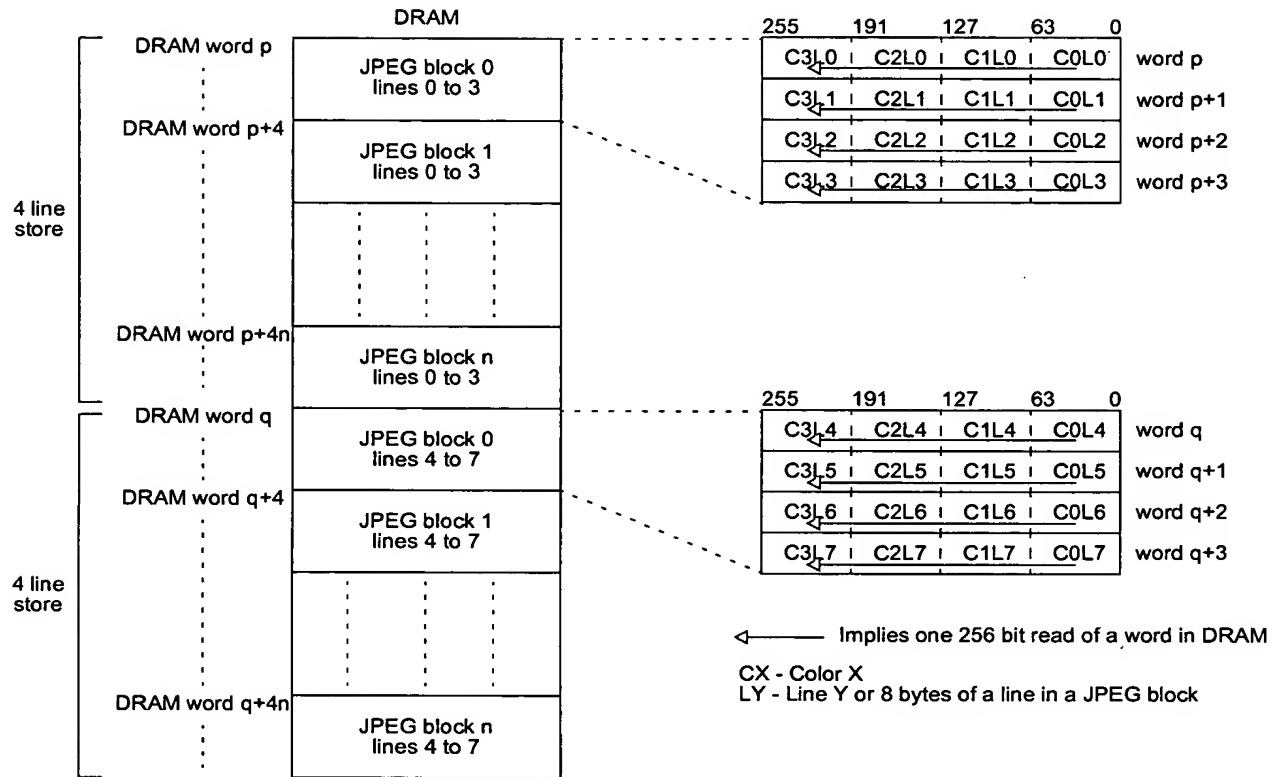 DRAM
DRAM word p
JPEG block 0
lines 0 to 3
DRAM word p+4
JPEG block 1
lines 0 to 3
4 line
store
DRAM word p+4n
JPEG block n
lines 0 to 3
DRAM word q
JPEG block 0
lines 4 to 7
DRAM word q+4
JPEG block 1
lines 4 to 7
4 line
store
DRAM word q+4n
JPEG block n
lines 4 to 7
255 191 127 63 0
C3L0 C2L0 C1L0 C0L0 word p
C3L1 C2L1 C1L1 C0L1 word p+1
C3L2 C2L2 C1L2 C0L2 word p+2
C3L3 C2L3 C1L3 C0L3 word p+3
255 191 127 63 0
C3L4 C2L4 C1L4 C0L4 word q
C3L5 C2L5 C1L5 C0L5 word q+1
C3L6 C2L6 C1L6 C0L6 word q+2
C3L7 C2L7 C1L7 C0L7 word q+3
Implies one 256 bit read of a word in DRAM
CX - Color X
LY - Line Y or 8 bytes of a line in a JPEG block